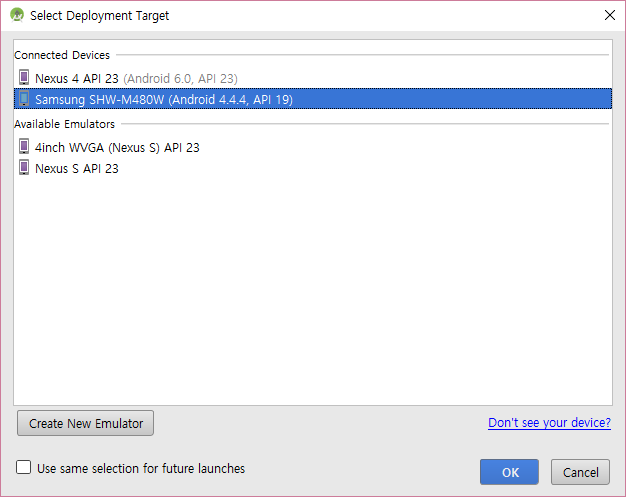 Select Deployment Target
Connected Devices
Nexus 4 API 23 (Android 6.0, API 23)
Samsung SHW-M480W (Android 4.4.4, API 19)
Available Emulators
4inch WVGA (Nexus S) API 23
Nexus S API 23
Create New Emulator
Don't see your device?
Use same selection for future launches
OK
Cancel